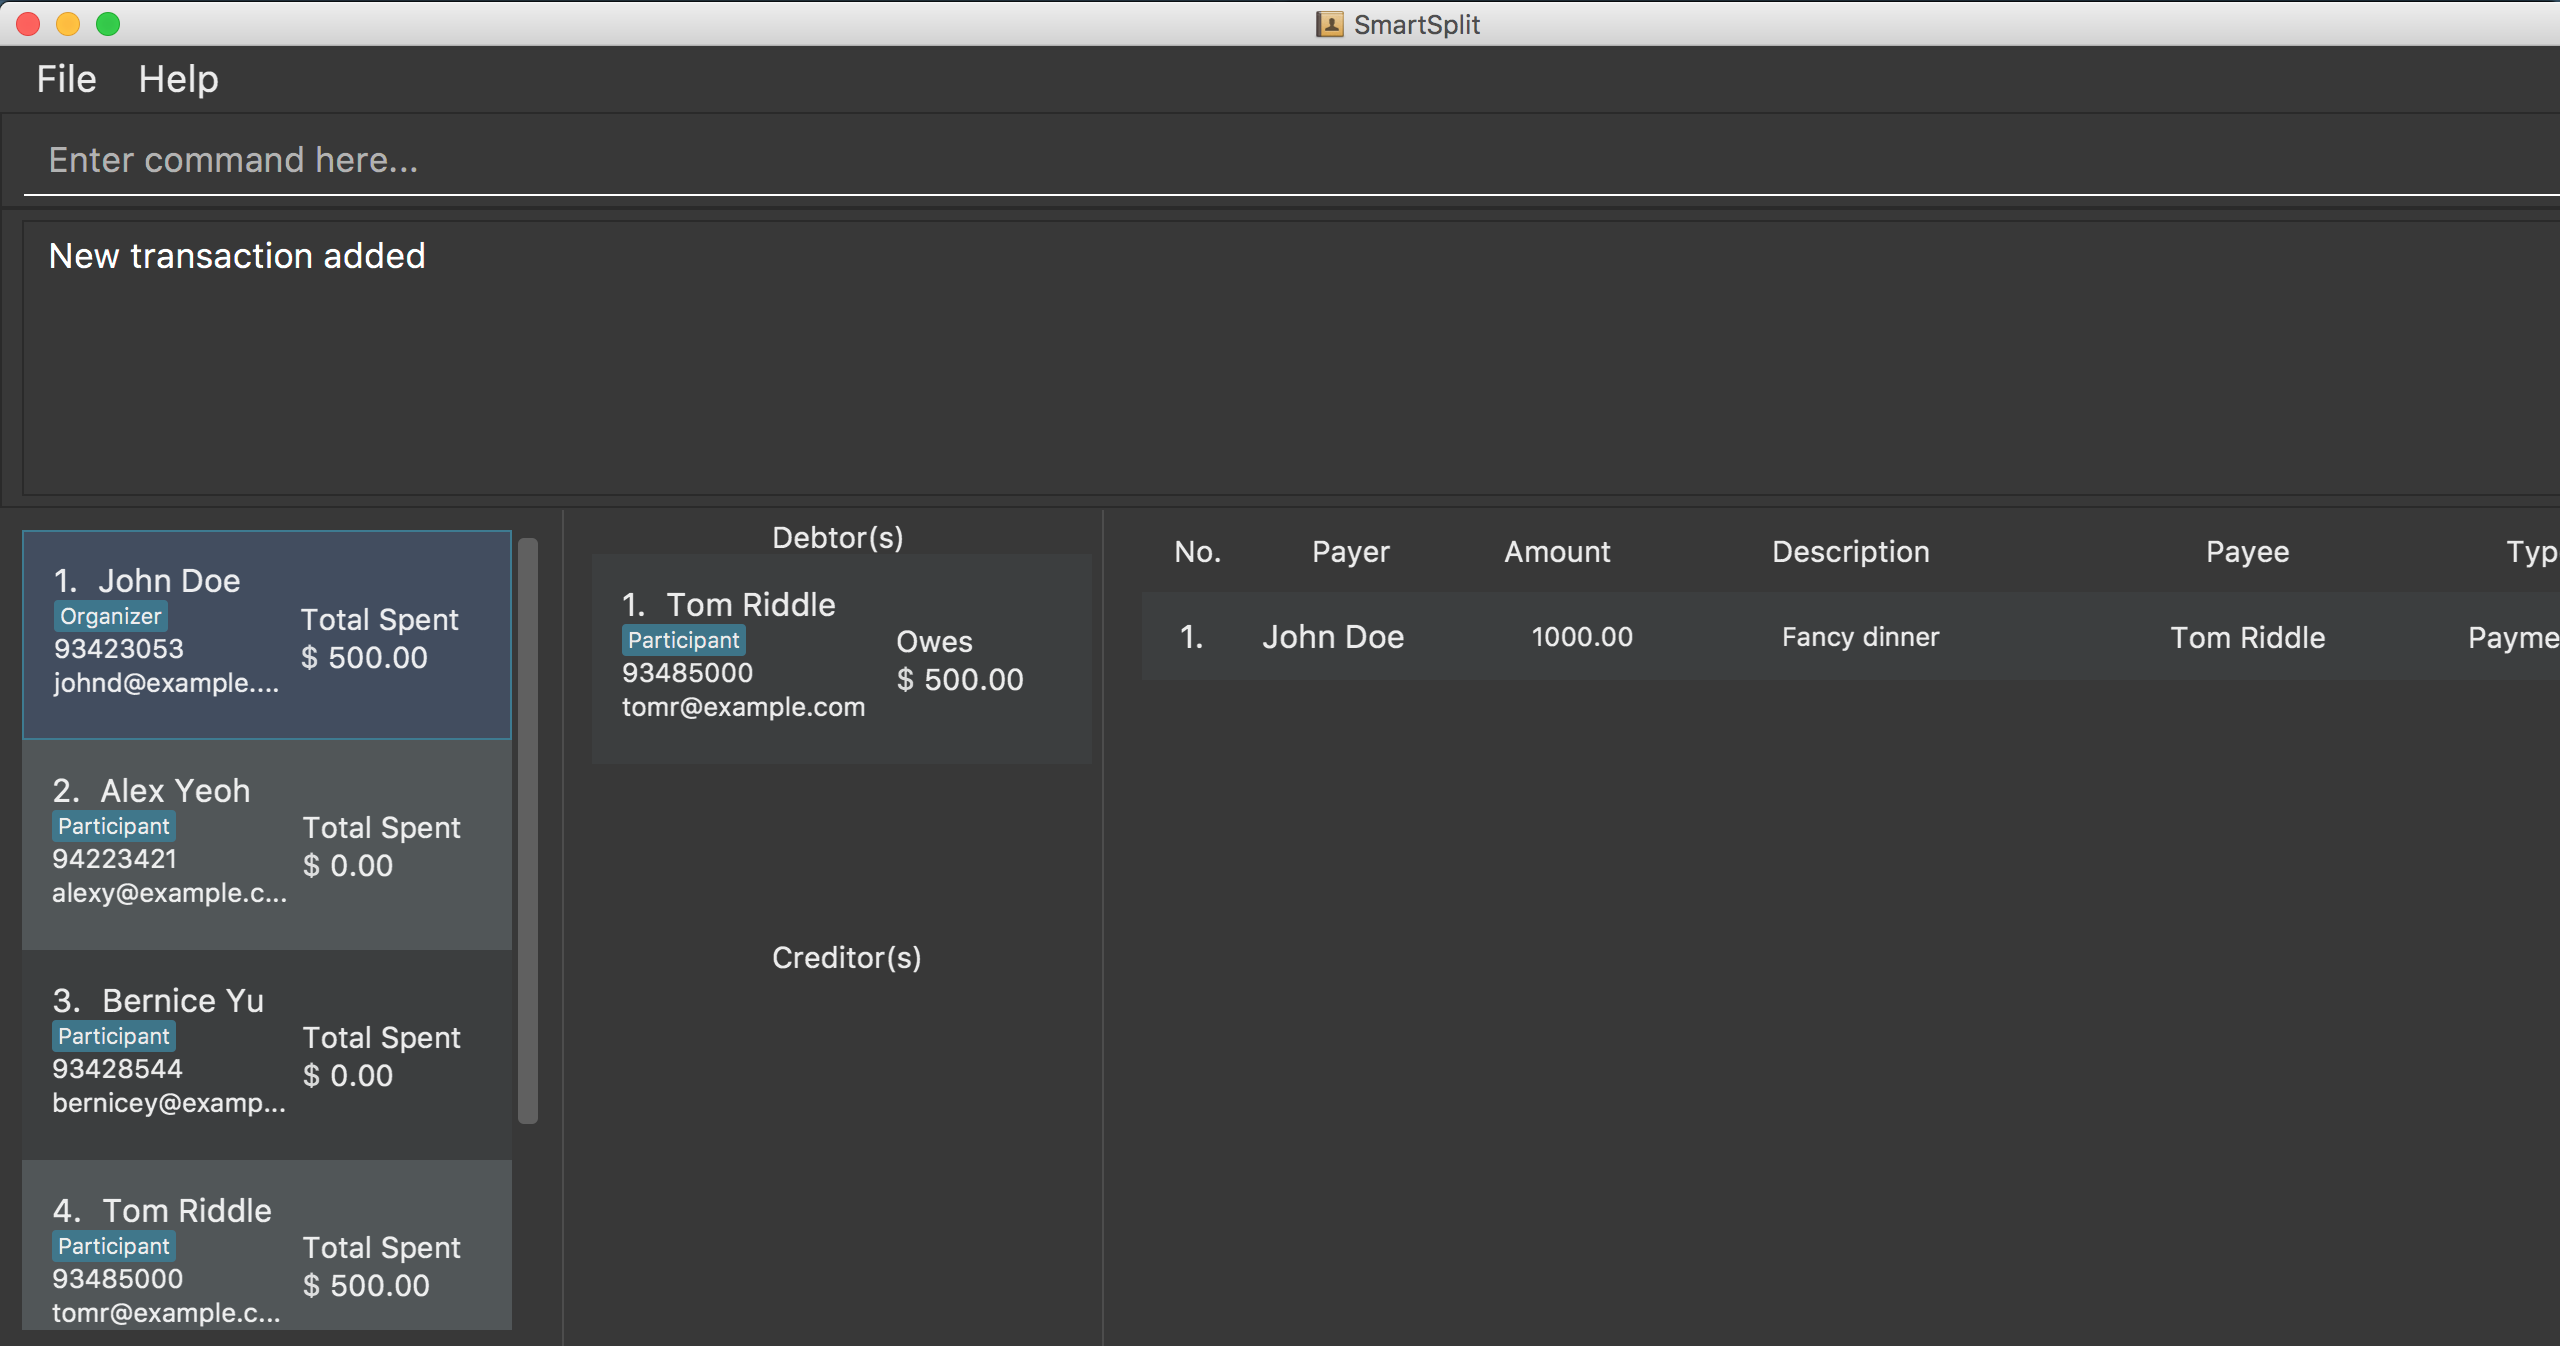 SmartSplit
File Help
Enter command here...
New transaction added
1. John Doe
Organizer
93423053
johnd@example....
Total Spent
$ 500.00
2. Alex Yeoh
Participant
94223421
alexy@example.c...
Total Spent
$ 0.00
3. Bernice Yu
Participant
93428544
bernicey@examp...
Total Spent
$ 0.00
4. Tom Riddle
Participant
93485000
tomr@example.c...
Total Spent
$ 500.00
Debtor(s)
1. Tom Riddle
Participant
93485000
tomr@example.com
Owes
$ 500.00
Creditor(s)
No. Payer Amount Description Payee Typ
1. John Doe 1000.00 Fancy dinner Tom Riddle Payme